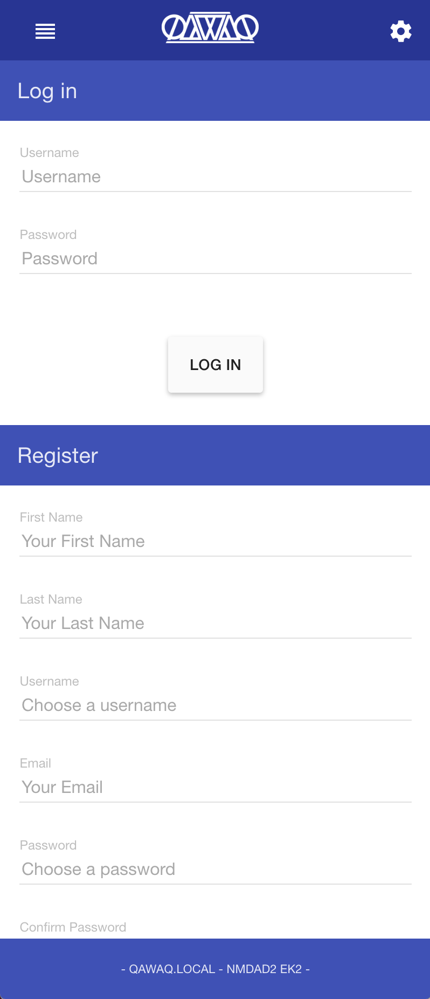 QAWAQ
Log in
Username
Username
Password
Password
LOG IN
Register
First Name
Your First Name
Last Name
Your Last Name
Username
Choose a username
Email
Your Email
Password
Choose a password
Confirm Password
- QAWAQ.LOCAL - NMDAD2 EK2 -